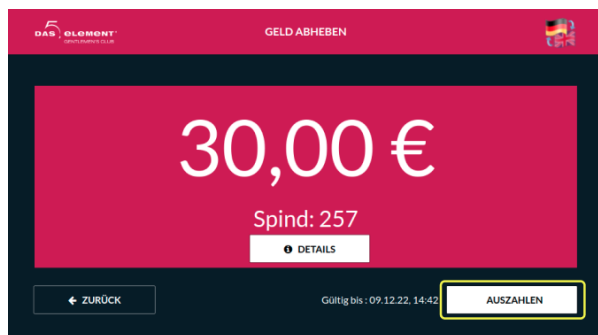 DAS 5. ELEMENT
GENTLEMEN'S CLUB
GELD ABHEBEN
30,00 €
Spind: 257
DETAILS
ZURÜCK
Gültig bis : 09.12.22, 14:42
AUSZAHLEN